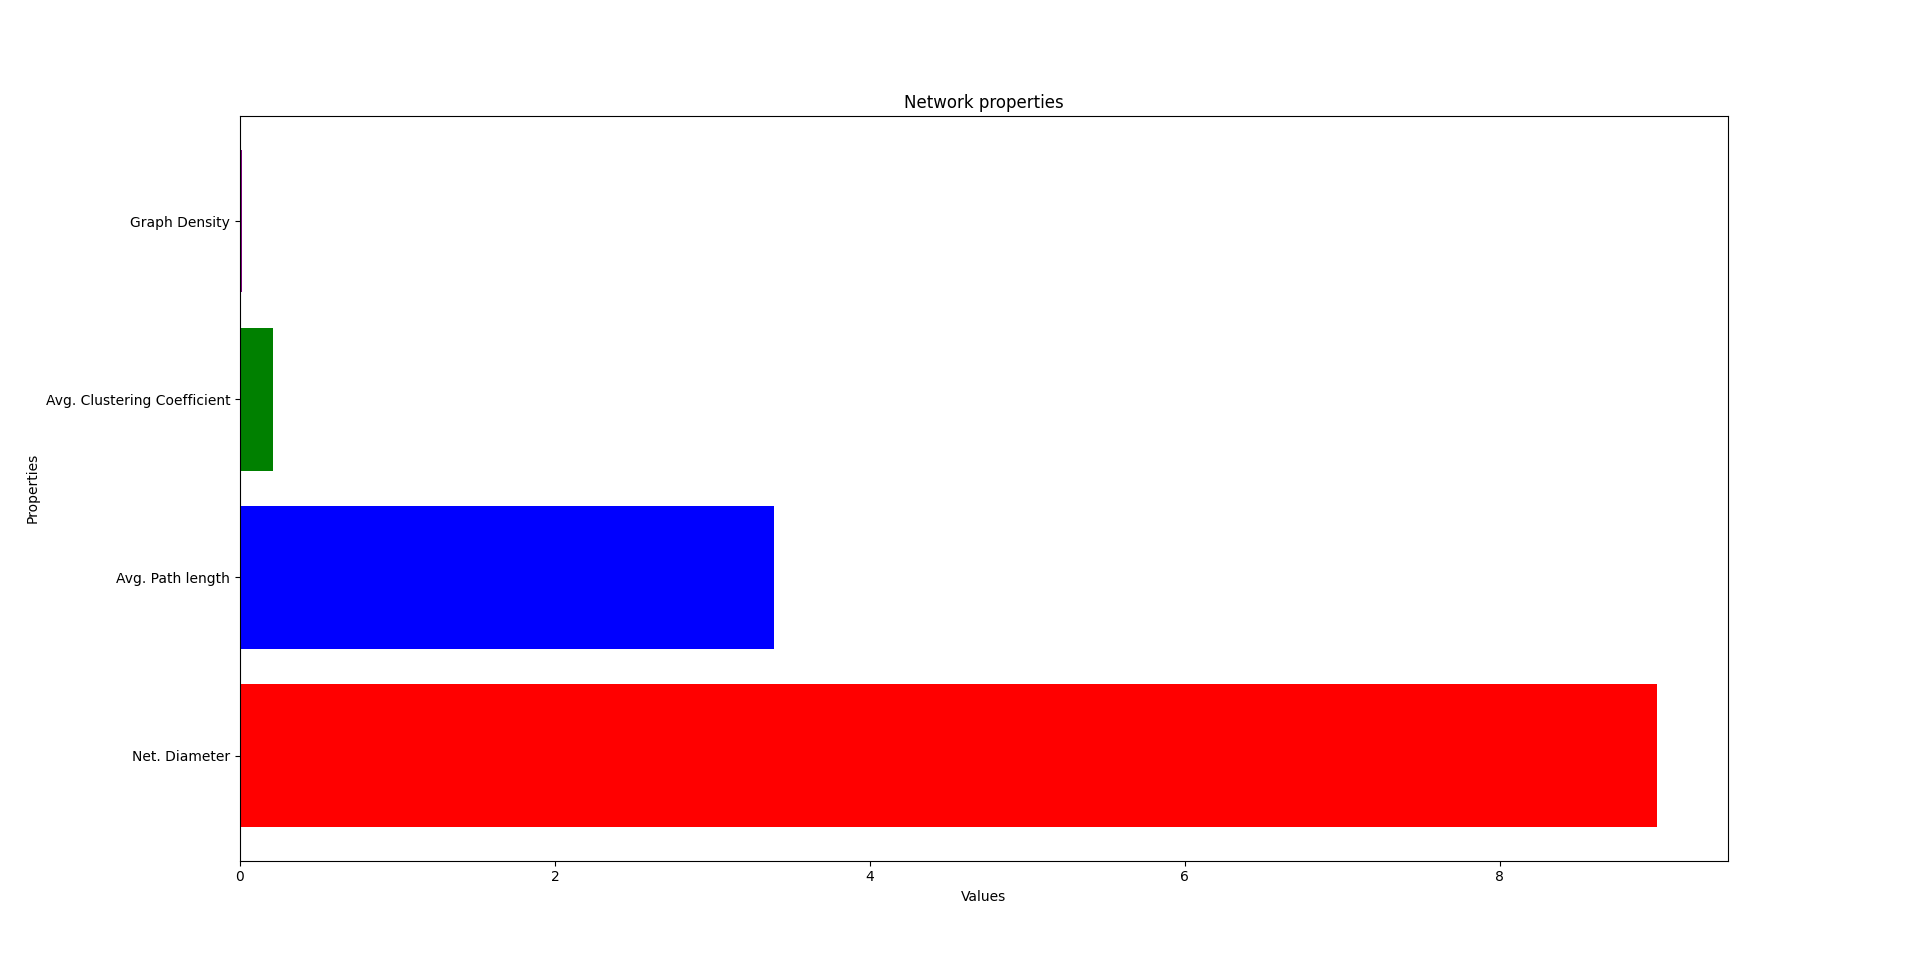 Network properties
Graph Density
Avg. Clustering Coefficient
Properties
Avg. Path length
Net. Diameter
0 2 4 6 8
Values